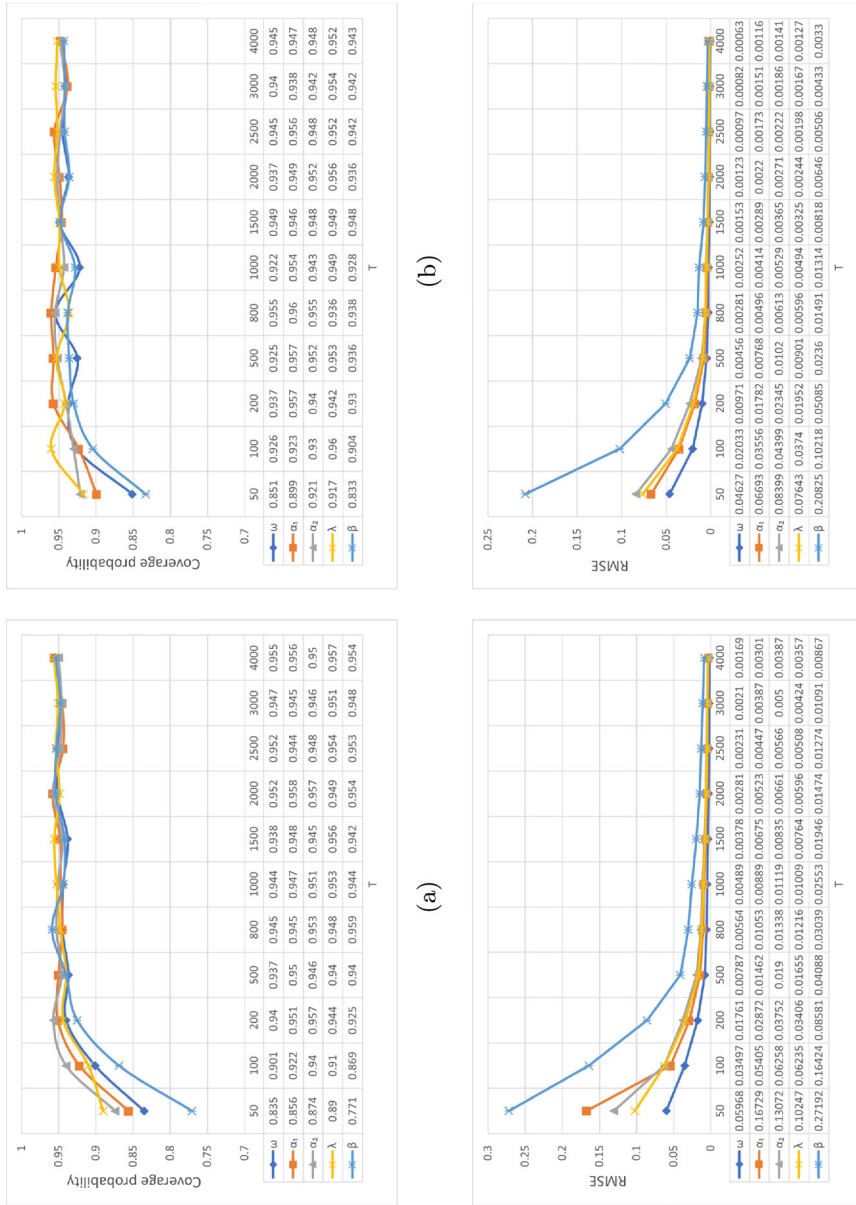 Coverage probability
1
0.95
0.9
0.85
0.8
0.75
0.7
50 100 200 500 800 1000 1500 2000 2500 3000 4000
ω 0.835 0.901 0.94 0.937 0.945 0.944 0.938 0.952 0.952 0.947 0.955
α₁ 0.856 0.922 0.951 0.95 0.945 0.947 0.948 0.958 0.944 0.945 0.956
α₂ 0.874 0.94 0.957 0.946 0.953 0.951 0.945 0.957 0.948 0.946 0.95
λ 0.89 0.91 0.944 0.94 0.948 0.953 0.956 0.949 0.954 0.951 0.957
β 0.771 0.869 0.925 0.94 0.959 0.944 0.942 0.954 0.953 0.948 0.954
T
(a)
Coverage probability
1
0.95
0.9
0.85
0.8
0.75
0.7
50 100 200 500 800 1000 1500 2000 2500 3000 4000
ω 0.851 0.926 0.937 0.925 0.955 0.922 0.949 0.937 0.945 0.94 0.945
α₁ 0.899 0.923 0.957 0.957 0.96 0.954 0.946 0.949 0.956 0.938 0.947
α₂ 0.921 0.93 0.94 0.952 0.955 0.943 0.948 0.952 0.948 0.942 0.948
λ 0.917 0.96 0.942 0.953 0.936 0.949 0.949 0.956 0.952 0.954 0.952
β 0.833 0.904 0.93 0.936 0.938 0.928 0.948 0.936 0.942 0.942 0.943
T
(b)
RMSE
0.3
0.25
0.2
0.15
0.1
0.05
0
50 100 200 500 800 1000 1500 2000 2500 3000 4000
ω 0.05968 0.03497 0.01761 0.00787 0.00564 0.00489 0.00378 0.00281 0.00231 0.0021 0.00169
α₁ 0.16729 0.05405 0.02872 0.01462 0.01053 0.00889 0.00675 0.00523 0.00447 0.00387 0.00301
α₂ 0.13072 0.06258 0.03752 0.019 0.01338 0.01119 0.00835 0.00661 0.00566 0.005 0.00387
λ 0.10247 0.06235 0.03406 0.01655 0.01216 0.01009 0.00764 0.00596 0.00508 0.00424 0.00357
β 0.27192 0.16424 0.08581 0.04088 0.03039 0.02553 0.01946 0.01474 0.01274 0.01091 0.00867
T
RMSE
0.25
0.2
0.15
0.1
0.05
0
50 100 200 500 800 1000 1500 2000 2500 3000 4000
ω 0.04627 0.02033 0.00971 0.00456 0.00281 0.00252 0.00153 0.00123 0.00097 0.00082 0.00063
α₁ 0.06693 0.03556 0.01782 0.00768 0.00496 0.00414 0.00289 0.0022 0.00173 0.00151 0.00116
α₂ 0.08399 0.04399 0.02345 0.0102 0.00613 0.00529 0.00365 0.00271 0.00222 0.00186 0.00141
λ 0.07643 0.0374 0.01952 0.00901 0.00596 0.00494 0.00325 0.00244 0.00198 0.00167 0.00127
β 0.20825 0.10218 0.05085 0.0236 0.01491 0.01314 0.00818 0.00646 0.00506 0.00433 0.0033
T